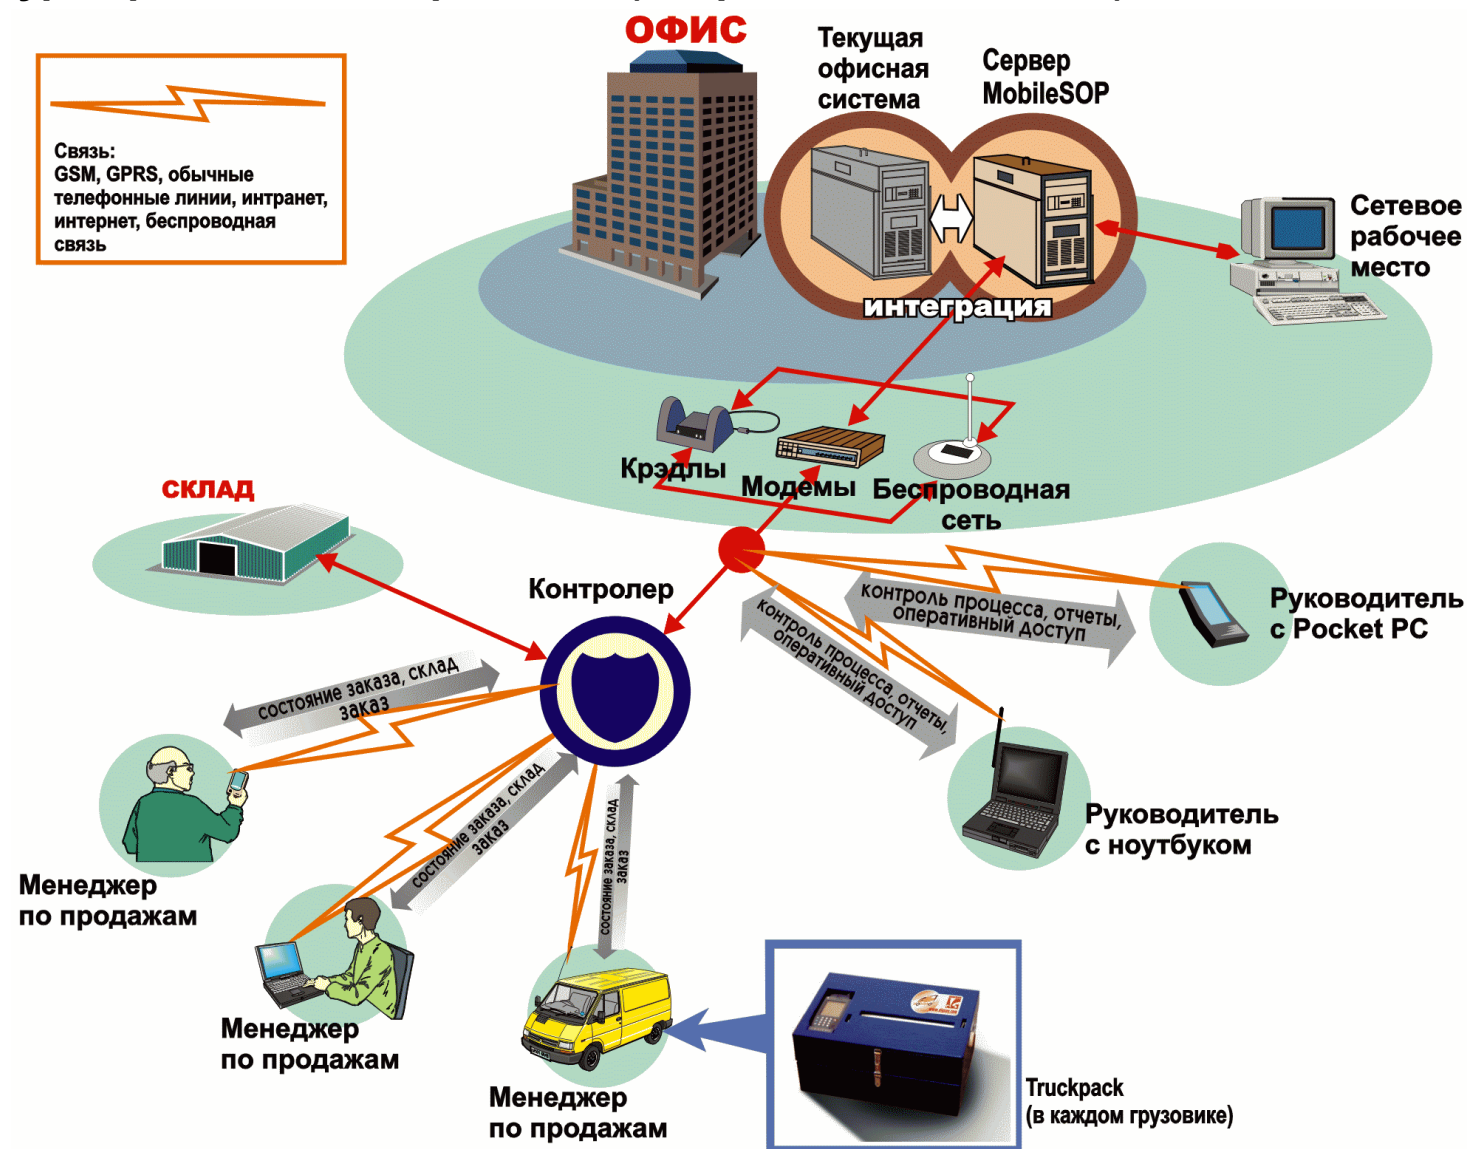 ОФИС
Текущая
офисная
система
Сервер
MobileSOP
Связь:
GSM, GPRS, обычные
телефонные линии, интранет,
интернет, беспроводная
связь
Сетевое
рабочее
место
интеграция
Крэдлы
Модемы
Беспроводная
сеть
СКЛАД
Контролер
контроль процесса, отчеты,
оперативный доступ
Руководитель
с Pocket PC
контроль процесса, отчеты,
оперативный доступ
Руководитель
с ноутбуком
состояние заказа, склад
заказ
Менеджер
по продажам
состояние заказа, склад
заказ
Менеджер
по продажам
состояние заказа, склад
заказ
Менеджер
по продажам
Truckpack
(в каждом грузовике)